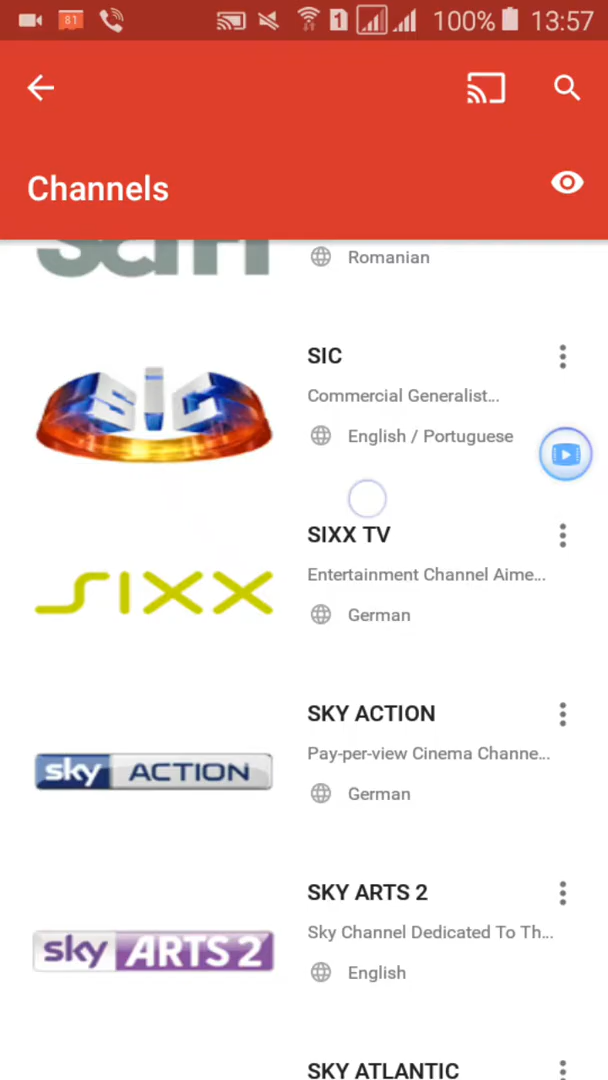 81
1
100%
13:57
Channels
SciFi
Romanian
SIC
SIC
Commercial Generalist...
English / Portuguese
SIXX TV
sixx
Entertainment Channel Aime...
German
SKY ACTION
sky ACTION
Pay-per-view Cinema Channe...
German
SKY ARTS 2
sky ARTS 2
Sky Channel Dedicated To Th...
English
SKY ATLANTIC